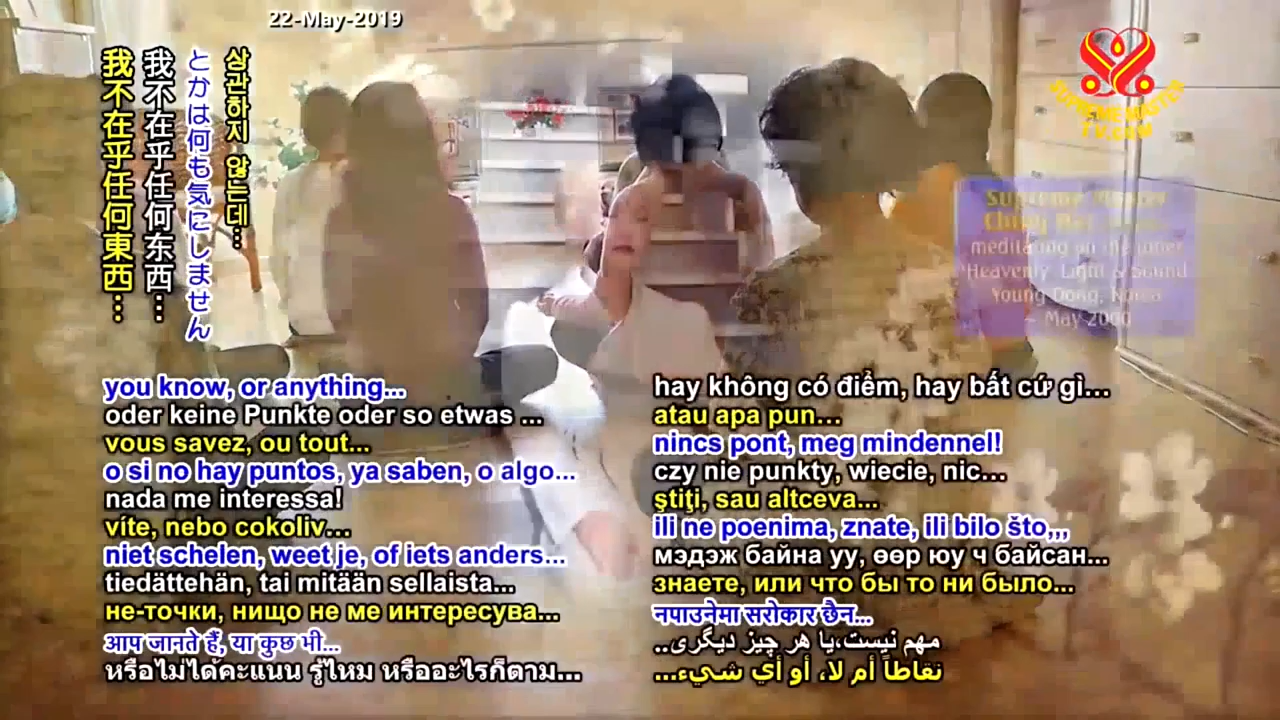 22-May-2019
SUPREME MASTER
TV.COM
상관하지 않는데...
とかは何も気にしません
我不在乎任何东西...
我不在乎任何東西...
Supreme Master
Ching Hai
meditating on the inner
Heavenly Light & Sound
Young Dong, Korea
~ May 2000
you know, or anything...
oder keine Punkte oder so etwas ...
vous savez, ou tout...
o si no hay puntos, ya saben, o algo...
nada me interessa!
víte, nebo cokoliv...
niet schelen, weet je, of iets anders...
tiedättehän, tai mitään sellaista...
не-точки, нищо не ме интересува...
आप जानते हैं, या कुछ भी...
หรือไม่ได้คะแนน รู้ไหม หรืออะไรก็ตาม...
hay không có điểm, hay bất cứ gì...
atau apa pun...
nincs pont, meg mindennel!
czy nie punkty, wiecie, nic...
ştiţi, sau altceva...
ili ne poenima, znate, ili bilo što,,,
мэдэж байна уу, өөр юу ч байсан...
знаете, или что бы то ни было...
नपाउनेमा सरोकार छैन...
مهم نیست،یا هر چیز دیگری..
نقاطاً أم لا، أو أي شيء...